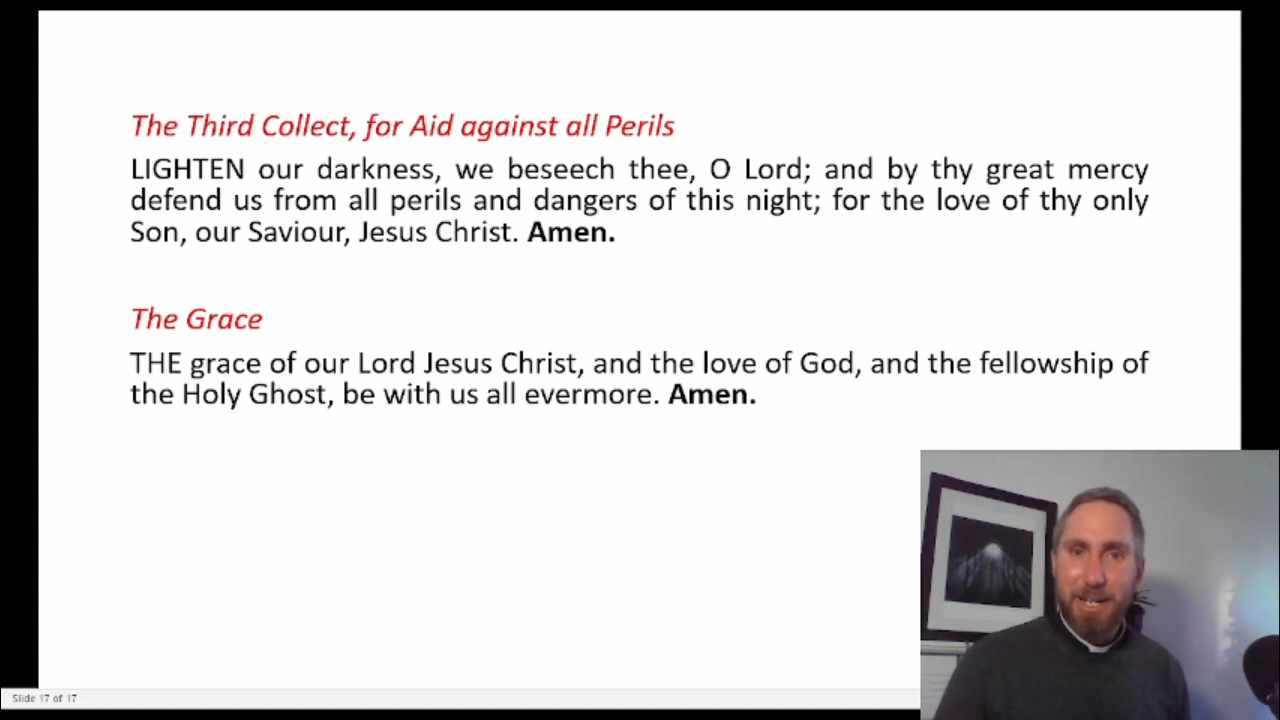 The Third Collect, for Aid against all Perils
LIGHTEN our darkness, we beseech thee, O Lord; and by thy great mercy
defend us from all perils and dangers of this night; for the love of thy only
Son, our Saviour, Jesus Christ. Amen.
The Grace
THE grace of our Lord Jesus Christ, and the love of God, and the fellowship of
the Holy Ghost, be with us all evermore. Amen.
Slide 17 of 17